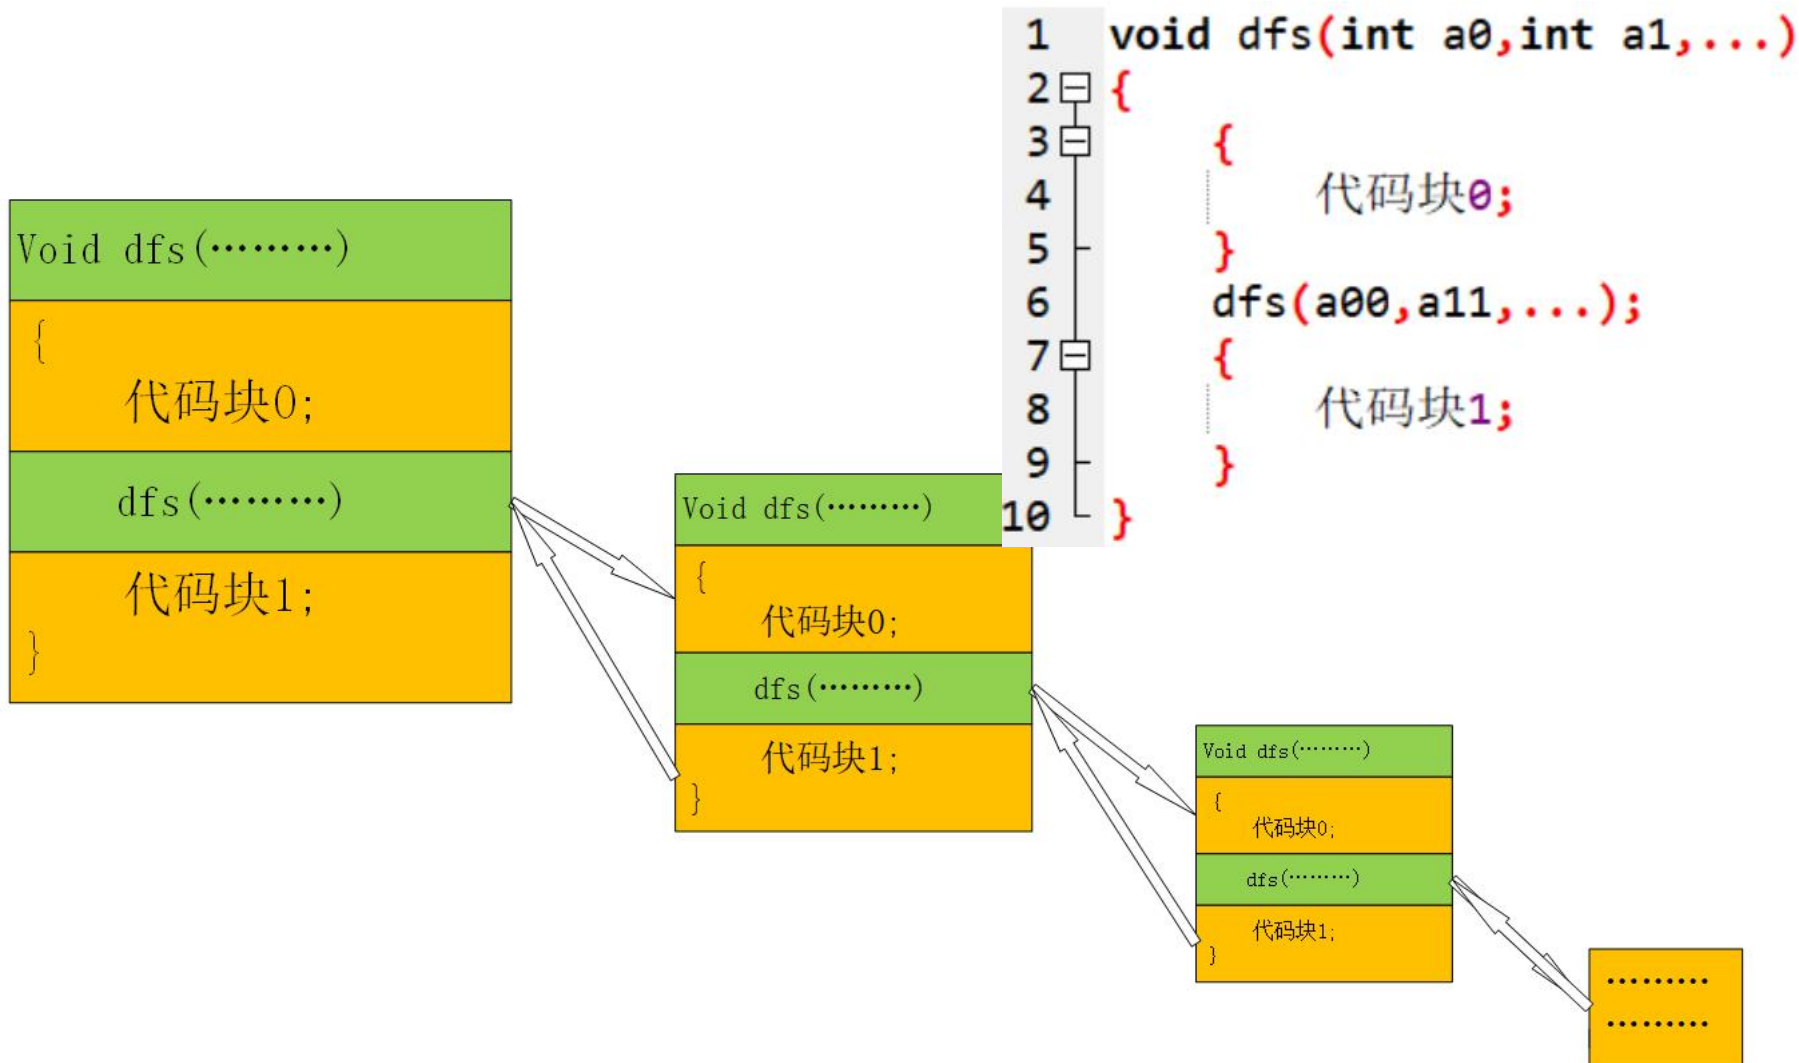 1 void dfs(int a0,int a1,...)
2 {
3 {
4 代码块0;
5 }
6 dfs(a00,a11,...);
7 {
8 代码块1;
9 }
10 }
Void dfs(………)
{
代码块0;
dfs(………)
代码块1;
}
Void dfs(………)
{
代码块0;
dfs(………)
代码块1;
}
Void dfs(………)
{
代码块0;
dfs(………)
代码块1;
}
………
………